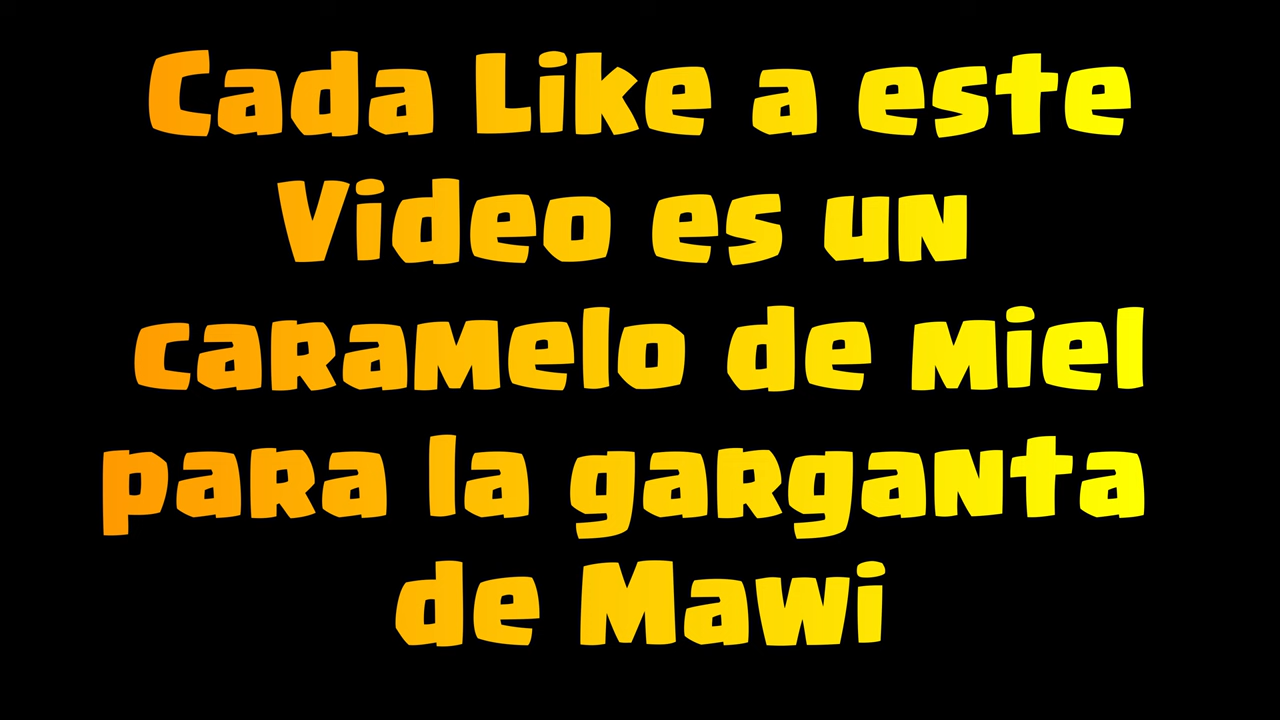 Cada Like a este
Video es un
caramelo de miel
para la garganta
de Mawi